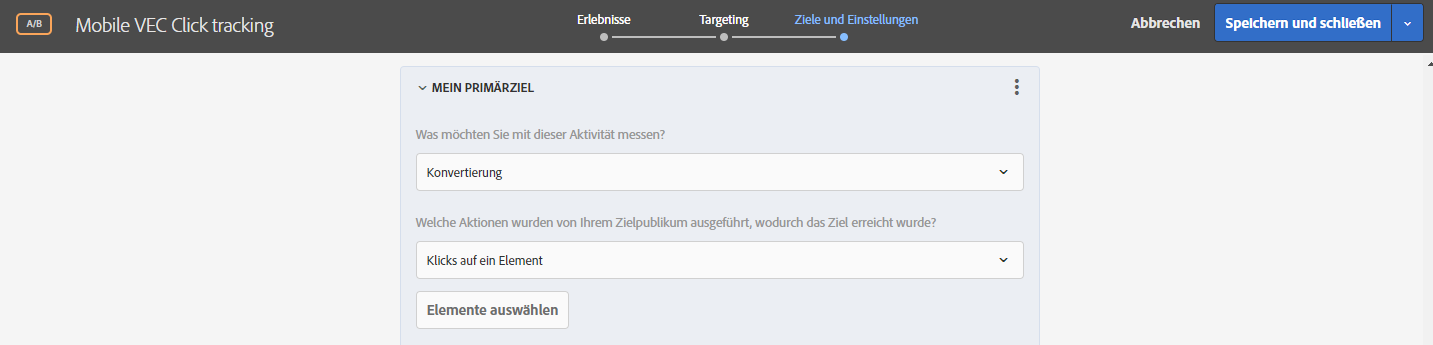 A/B
Mobile VEC Click tracking
Erlebnisse
Targeting
Ziele und Einstellungen
Abbrechen
Speichern und schließen
MEIN PRIMÄRZIEL
Was möchten Sie mit dieser Aktivität messen?
Konvertierung
Welche Aktionen wurden von Ihrem Zielpublikum ausgeführt, wodurch das Ziel erreicht wurde?
Klicks auf ein Element
Elemente auswählen